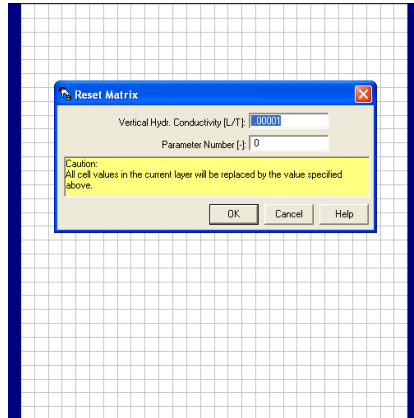 Reset Matrix
Vertical Hydr. Conductivity [L/T]: .00001
Parameter Number [-]: 0
Caution:
All cell values in the current layer will be replaced by the value specified
above.
OK Cancel Help